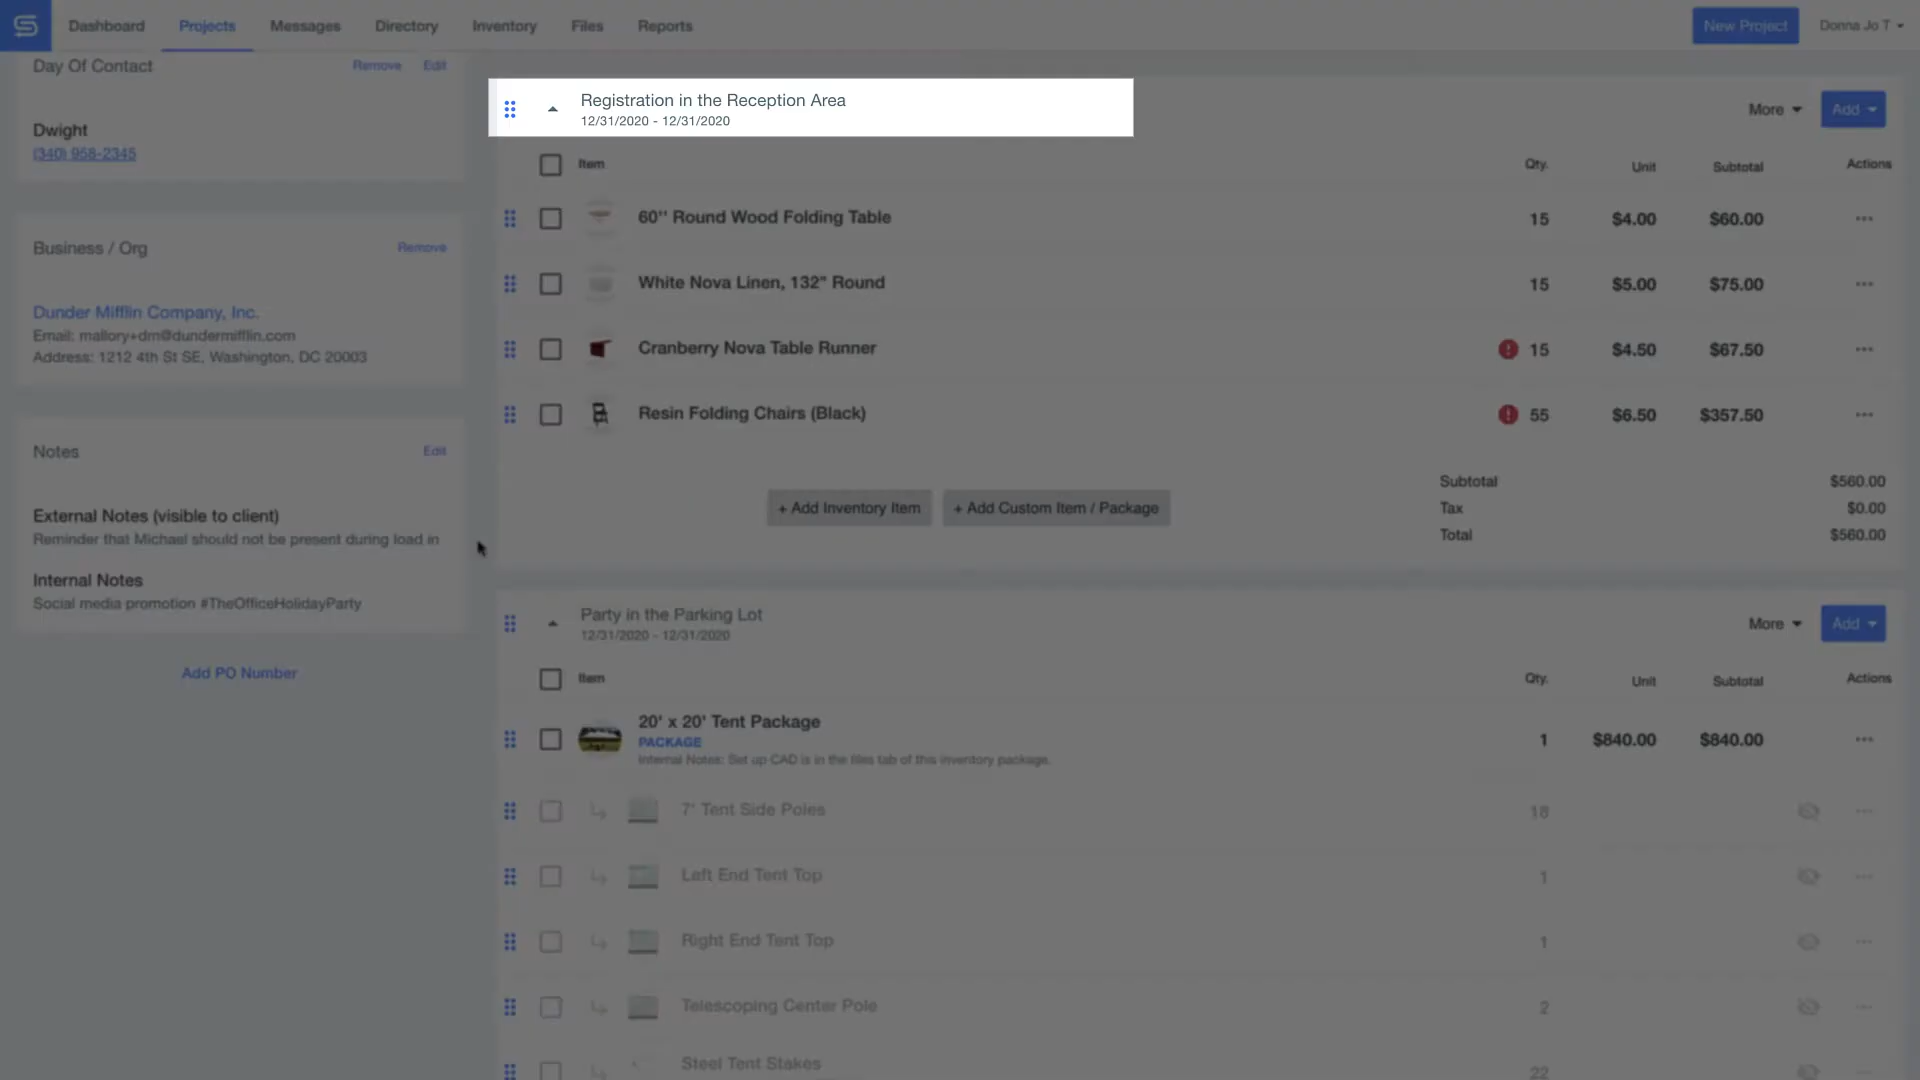 Dashboard
Projects
Messages
Directory
Inventory
Files
Reports
New Project
Donna Jo T
Day Of Contact
Remove
Edit
Dwight
(340) 958-2345
Business / Org
Remove
Dunder Mifflin Company, Inc.
Email: mallory+dm@dundermifflin.com
Address: 1212 4th St SE, Washington, DC 20003
Notes
Edit
External Notes (visible to client)
Reminder that Michael should not be present during load in
Internal Notes
Social media promotion #TheOfficeHolidayParty
Add PO Number
Registration in the Reception Area
12/31/2020 - 12/31/2020
More
Add
Item Qty. Unit Subtotal Actions
60'' Round Wood Folding Table 15 $4.00 $60.00
White Nova Linen, 132" Round 15 $5.00 $75.00
Cranberry Nova Table Runner 15 $4.50 $67.50
Resin Folding Chairs (Black) 55 $6.50 $357.50
+ Add Inventory Item
+ Add Custom Item / Package
Subtotal $560.00
Tax $0.00
Total $560.00
Party in the Parking Lot
12/31/2020 - 12/31/2020
More
Add
Item Qty. Unit Subtotal Actions
20' x 20' Tent Package 1 $840.00 $840.00
PACKAGE
Internal Notes: Set up CAD is in the files tab of this inventory package.
7' Tent Side Poles 18
Left End Tent Top 1
Right End Tent Top 1
Telescoping Center Pole 2
Steel Tent Stakes 22